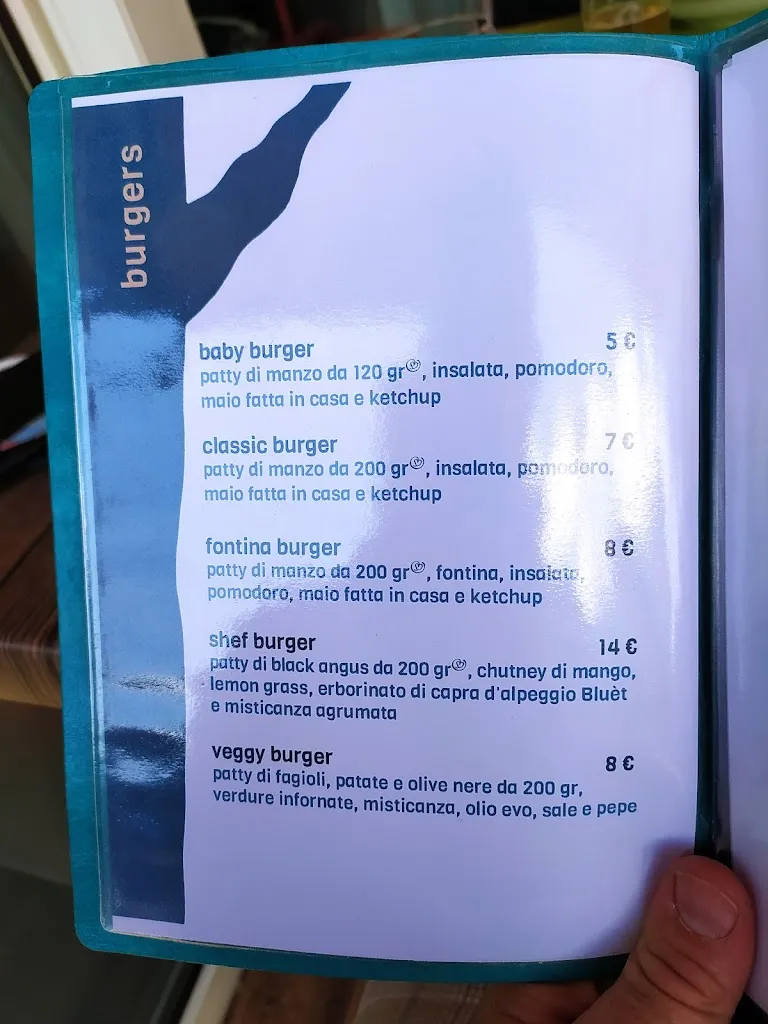 burgers
baby burger 5 €
patty di manzo da 120 gr, insalata, pomodoro,
maio fatta in casa e ketchup
classic burger 7 €
patty di manzo da 200 gr, insalata, pomodoro,
maio fatta in casa e ketchup
fontina burger 8 €
patty di manzo da 200 gr, fontina, insalata,
pomodoro, maio fatta in casa e ketchup
shef burger 14 €
patty di black angus da 200 gr, chutney di mango,
lemon grass, erborinato di capra d'alpeggio Bluèt
e misticanza agrumata
veggy burger 8 €
patty di fagioli, patate e olive nere da 200 gr,
verdure infornate, misticanza, olio evo, sale e pepe